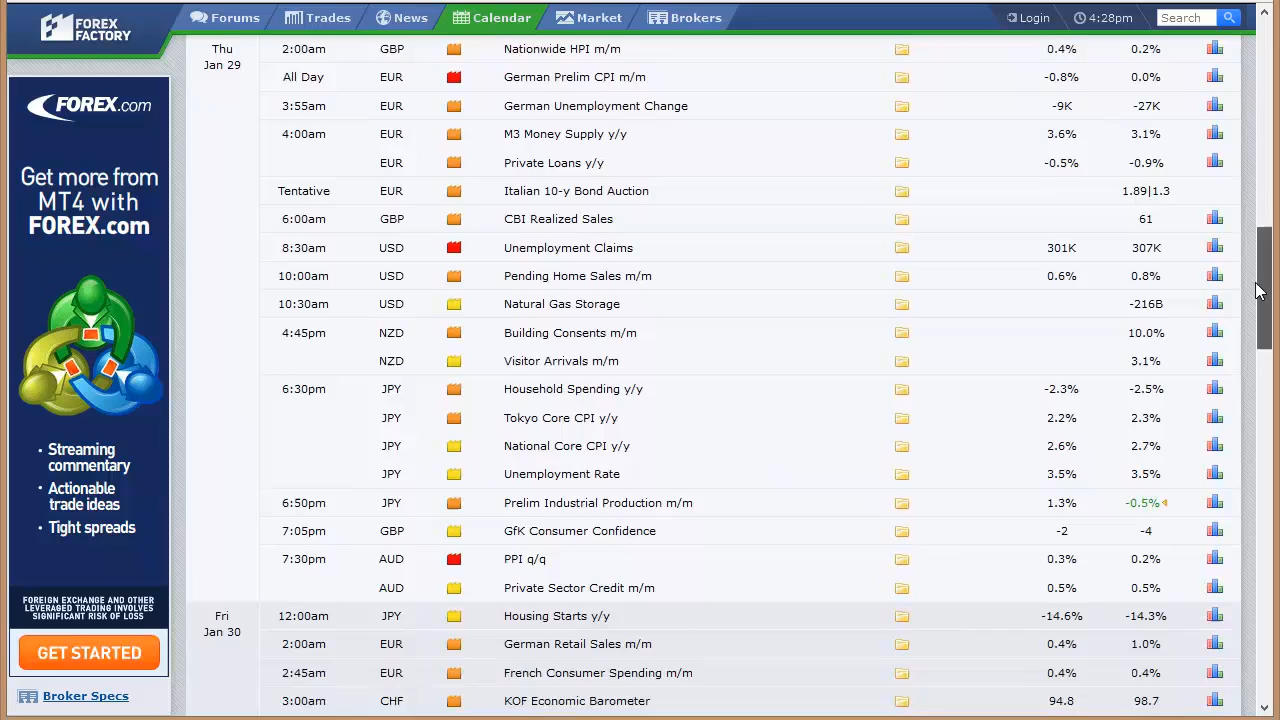 FOREX
FACTORY
Forums
Trades
News
Calendar
Market
Brokers
Login
4:28pm
Search
FOREX.com
Get more from
MT4 with
FOREX.com
· Streaming
commentary
· Actionable
trade ideas
· Tight spreads
FOREIGN EXCHANGE AND OTHER
LEVERAGED TRADING INVOLVES
SIGNIFICANT RISK OF LOSS
GET STARTED
Broker Specs
Thu
Jan 29
2:00am GBP Nationwide HPI m/m 0.4% 0.2%
All Day EUR German Prelim CPI m/m -0.8% 0.0%
3:55am EUR German Unemployment Change -9K -27K
4:00am EUR M3 Money Supply y/y 3.6% 3.1%
EUR Private Loans y/y -0.5% -0.9%
Tentative EUR Italian 10-y Bond Auction 1.89|1.3
6:00am GBP CBI Realized Sales 61
8:30am USD Unemployment Claims 301K 307K
10:00am USD Pending Home Sales m/m 0.6% 0.8%
10:30am USD Natural Gas Storage -216B
4:45pm NZD Building Consents m/m 10.0%
NZD Visitor Arrivals m/m 3.1%
6:30pm JPY Household Spending y/y -2.3% -2.5%
JPY Tokyo Core CPI y/y 2.2% 2.3%
JPY National Core CPI y/y 2.6% 2.7%
JPY Unemployment Rate 3.5% 3.5%
6:50pm JPY Prelim Industrial Production m/m 1.3% -0.5%
7:05pm GBP GfK Consumer Confidence -2 -4
7:30pm AUD PPI q/q 0.3% 0.2%
AUD Private Sector Credit m/m 0.5% 0.5%
Fri
Jan 30
12:00am JPY Housing Starts y/y -14.6% -14.3%
2:00am EUR German Retail Sales m/m 0.4% 1.0%
2:45am EUR French Consumer Spending m/m 0.4% 0.4%
3:00am CHF KOF Economic Barometer 94.8 98.7